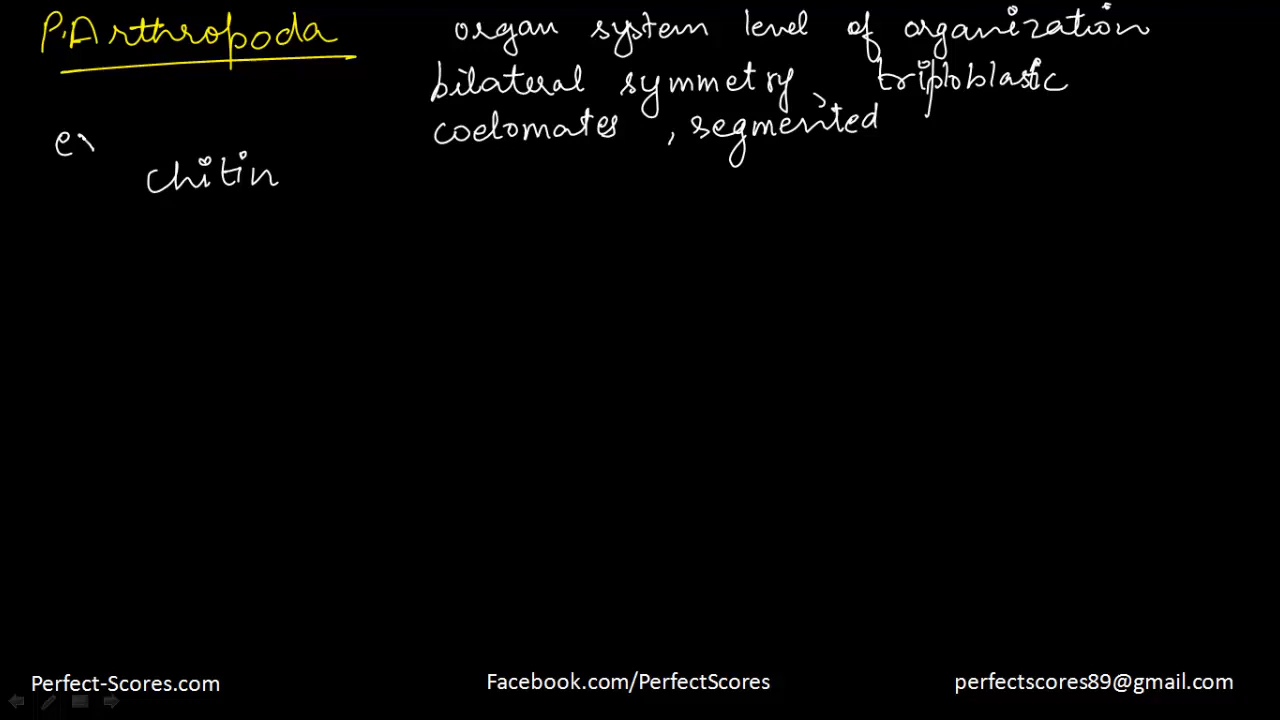 P.Arthropoda
organ system level of organization
bilateral symmetry, triploblastic
coelomates, segmented
ex
chitin
Perfect-Scores.com
Facebook.com/PerfectScores
perfectscores89@gmail.com